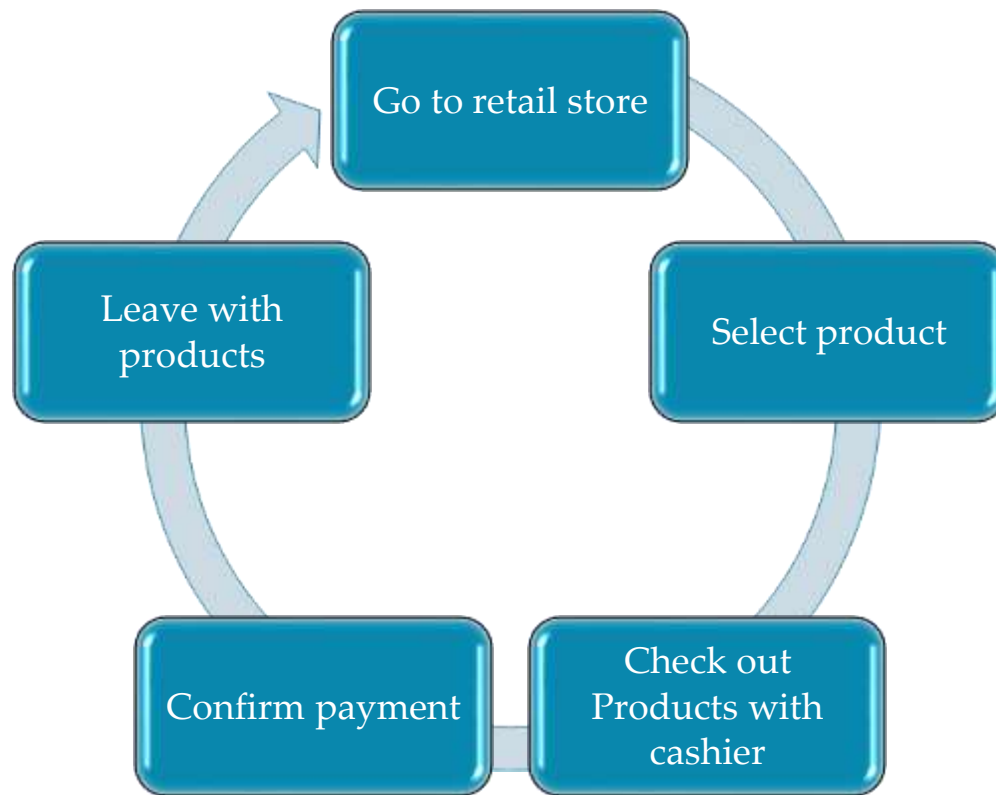 Go to retail store
Select product
Check out
Products with
cashier
Confirm payment
Leave with
products